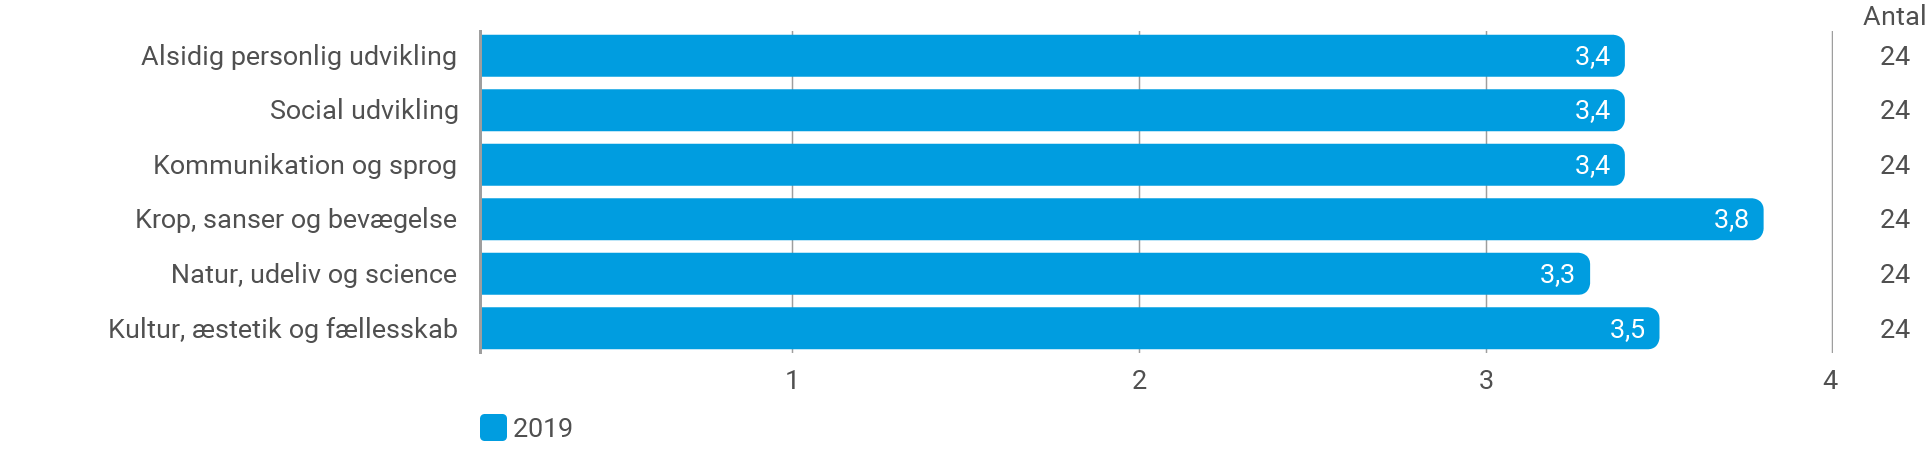 Antal
Alsidig personlig udvikling 3,4 24
Social udvikling 3,4 24
Kommunikation og sprog 3,4 24
Krop, sanser og bevægelse 3,8 24
Natur, udeliv og science 3,3 24
Kultur, æstetik og fællesskab 3,5 24
1 2 3 4
2019